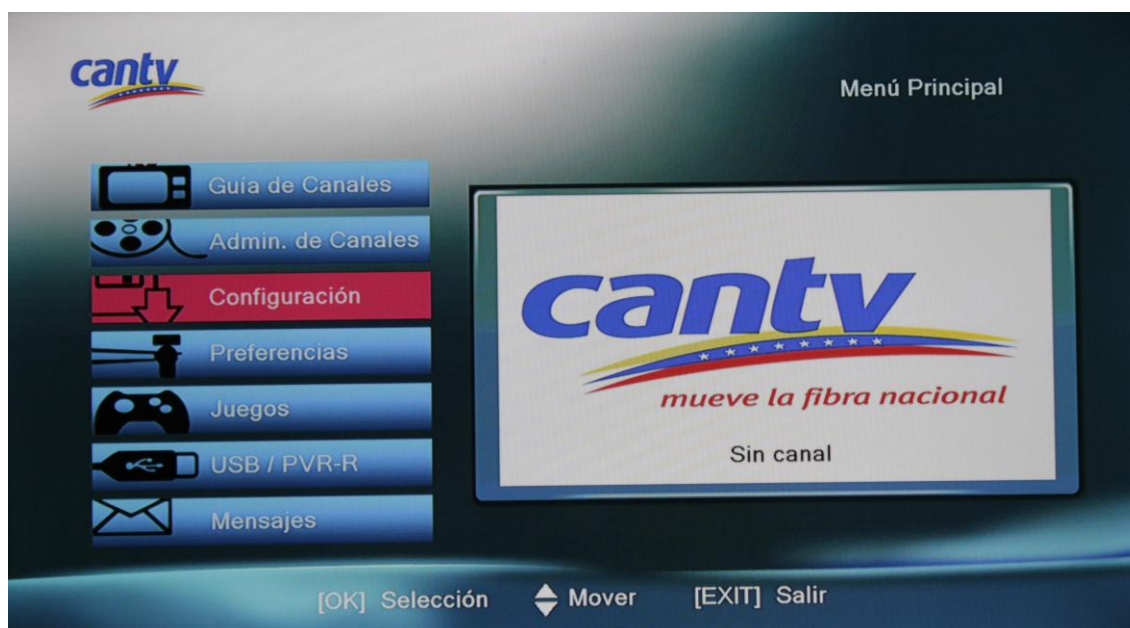 cantv
Menú Principal
Guía de Canales
Admin. de Canales
Configuración
Preferencias
Juegos
USB / PVR-R
Mensajes
cantv
mueve la fibra nacional
Sin canal
[OK] Selección Mover [EXIT] Salir